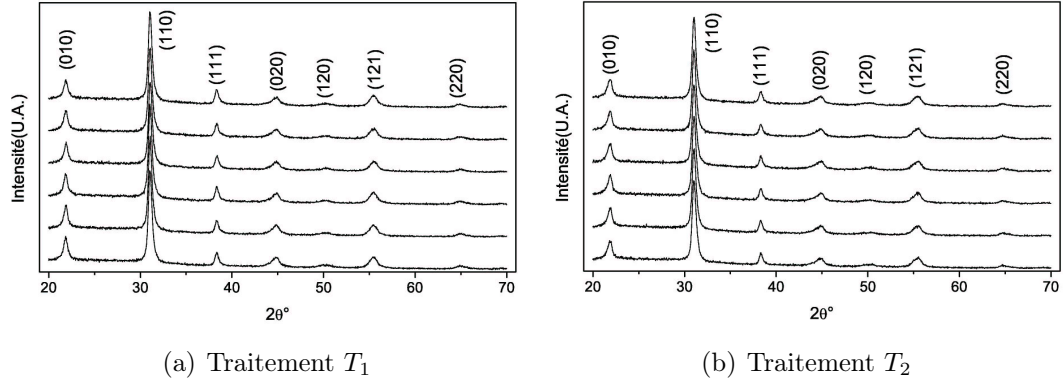 (010)
(110)
(111)
(020)
(120)
(121)
(220)
Intensité(U.A.)
20 30 40 50 60 70
2θ°
(a) Traitement T₁
(010)
(110)
(111)
(020)
(120)
(121)
(220)
Intensité(U.A.)
20 30 40 50 60 70
2θ°
(b) Traitement T₂